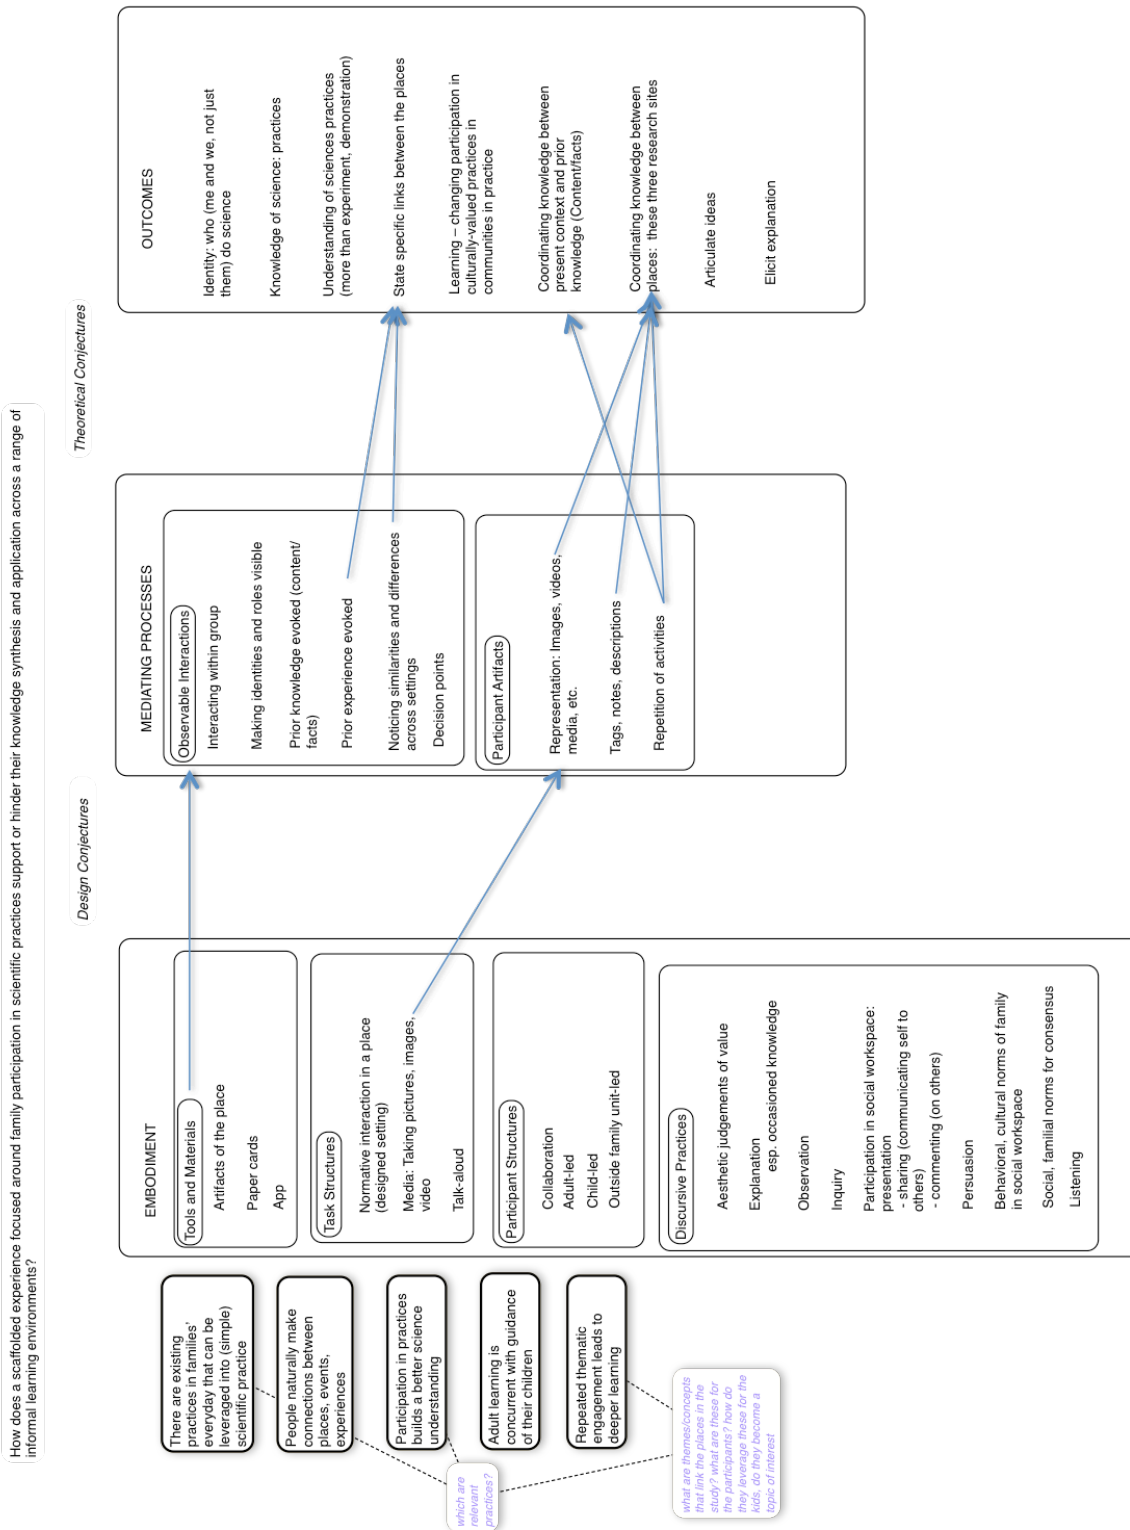 How does a scaffolded experience focused around family participation in scientific practices support or hinder their knowledge synthesis and application across a range of
informal learning environments?
Design Conjectures
Theoretical Conjectures
There are existing
practices in families'
everyday that can be
leveraged into (simple)
scientific practice
People naturally make
connections between
places, events,
experiences
Participation in practices
builds a better science
understanding
Adult learning is
concurrent with guidance
of their children
Repeated thematic
engagement leads to
deeper learning
which are
relevant
practices?
what are themes/concepts
that link the places in the
study? what are these for
the participants? how do
they leverage these for the
kids, do they become a
topic of interest
EMBODIMENT
Tools and Materials
Artifacts of the place
Paper cards
App
Task Structures
Normative interaction in a place
(designed setting)
Media: Taking pictures, images,
video
Talk-aloud
Participant Structures
Collaboration
Adult-led
Child-led
Outside family unit-led
Discursive Practices
Aesthetic judgements of value
Explanation
esp. occasioned knowledge
Observation
Inquiry
Participation in social workspace:
presentation
- sharing (communicating self to
others)
- commenting (on others)
Persuasion
Behavioral, cultural norms of family
in social workspace
Social, familial norms for consensus
Listening
MEDIATING PROCESSES
Observable Interactions
Interacting within group
Making identities and roles visible
Prior knowledge evoked (content/
facts)
Prior experience evoked
Noticing similarities and differences
across settings
Decision points
Participant Artifacts
Representation: Images, videos,
media, etc.
Tags, notes, descriptions
Repetition of activities
OUTCOMES
Identity: who (me and we, not just
them) do science
Knowledge of science: practices
Understanding of sciences practices
(more than experiment, demonstration)
State specific links between the places
Learning – changing participation in
culturally-valued practices in
communities in practice
Coordinating knowledge between
present context and prior
knowledge (Content/facts)
Coordinating knowledge between
places: these three research sites
Articulate ideas
Elicit explanation